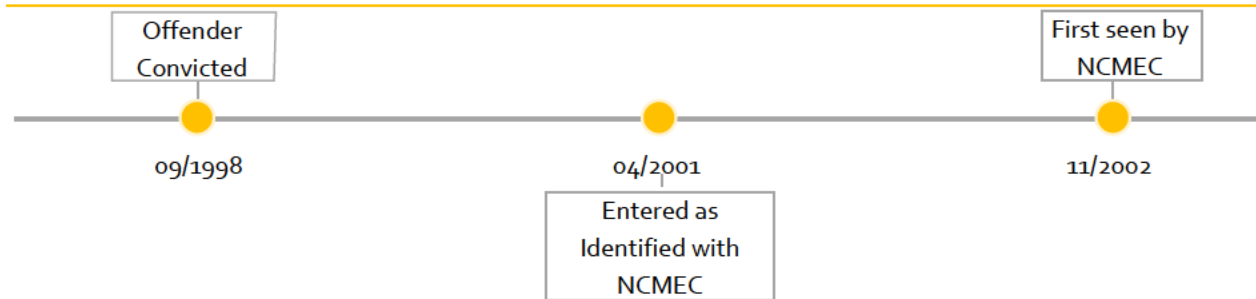 Offender
Convicted
First seen by
NCMEC
09/1998
04/2001
11/2002
Entered as
Identified with
NCMEC